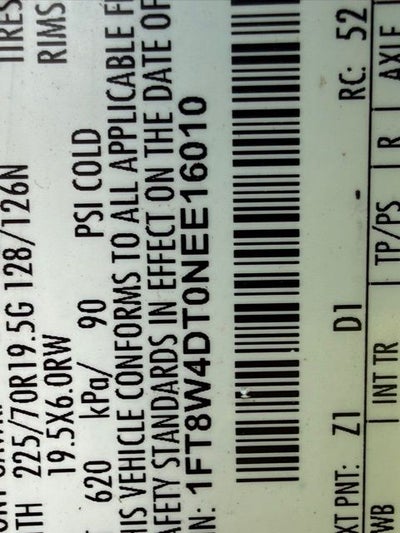 TIRES
TH 225/70R19.5G 128/126N
RIMS
19.5X6.0RW
620 kPa/ 90 PSI COLD
HIS VEHICLE CONFORMS TO ALL APPLICABLE F
AFETY STANDARDS IN EFFECT ON THE DATE OF
N: 1FT8W4DT0NEE16010
XT PNT: Z1 D1 - RC: 52
WB INT TR TP/PS R AXLE